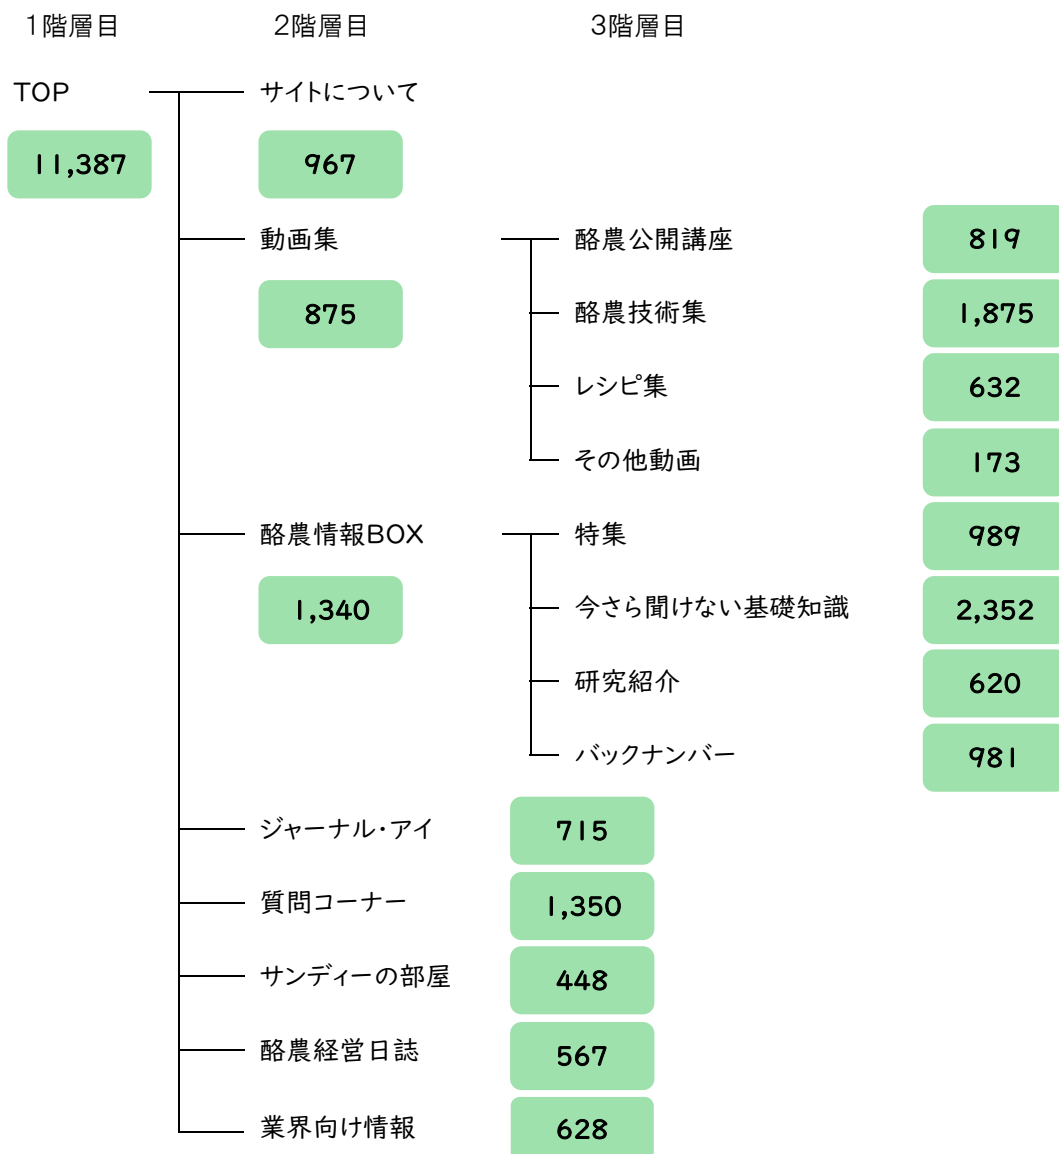 1階層目 2階層目 3階層目
TOP サイトについて
11,387 967
動画集 酪農公開講座 819
875 酪農技術集 1,875
レシピ集 632
その他動画 173
酪農情報BOX 特集 989
1,340 今さら聞けない基礎知識 2,352
研究紹介 620
バックナンバー 981
ジャーナル・アイ 715
質問コーナー 1,350
サンディーの部屋 448
酪農経営日誌 567
業界向け情報 628